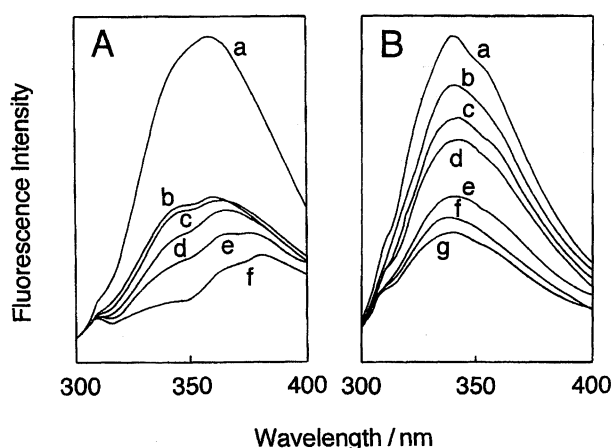 A
B
a
b
c
d
e
f
a
b
c
d
e
f
g
Fluorescence Intensity
300
350
400
300
350
400
Wavelength / nm